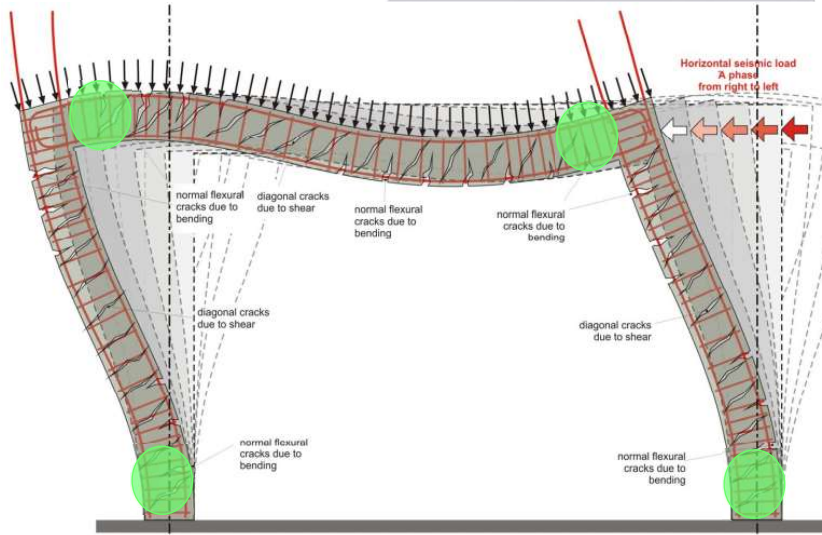 Horizontal seismic load
'A phase
from right to left
normal flexural
cracks due to
bending
diagonal cracks
due to shear
normal flexural
cracks due to
bending
normal flexural
cracks due to
bending
diagonal cracks
due to shear
diagonal cracks
due to shear
normal flexural
cracks due to
bending
normal flexural
cracks due to
bending